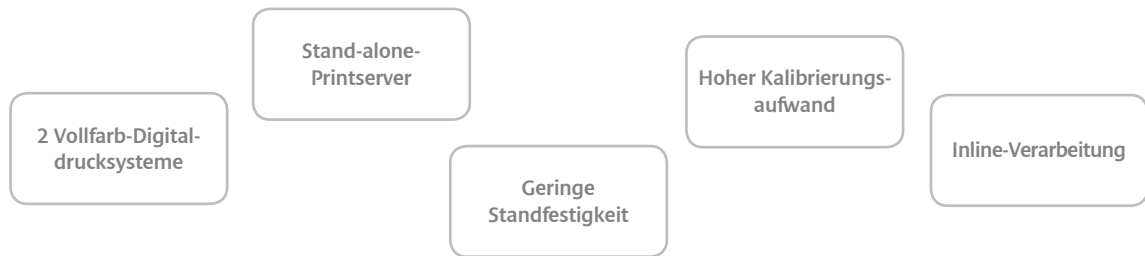 2 Vollfarb-Digital-
drucksysteme
Stand-alone-
Printserver
Geringe
Standfestigkeit
Hoher Kalibrierungs-
aufwand
Inline-Verarbeitung